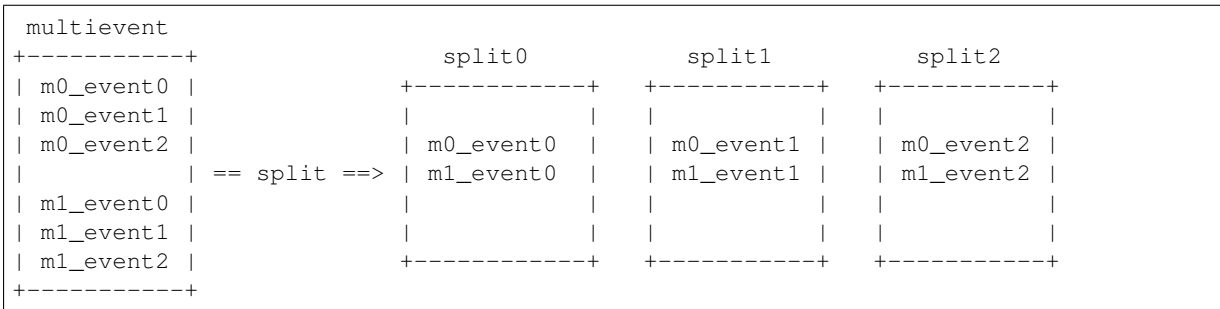 multievent
+-----------+                 split0            split1          split2
| m0_event0 |             +------------+   +-----------+   +-----------+
| m0_event1 |             |            |   |           |   |           |
| m0_event2 |             | m0_event0  |   | m0_event1 |   | m0_event2 |
|           | == split ==> | m1_event0  |   | m1_event1 |   | m1_event2 |
| m1_event0 |             |            |   |           |   |           |
| m1_event1 |             |            |   |           |   |           |
| m1_event2 |             +------------+   +-----------+   +-----------+
+-----------+